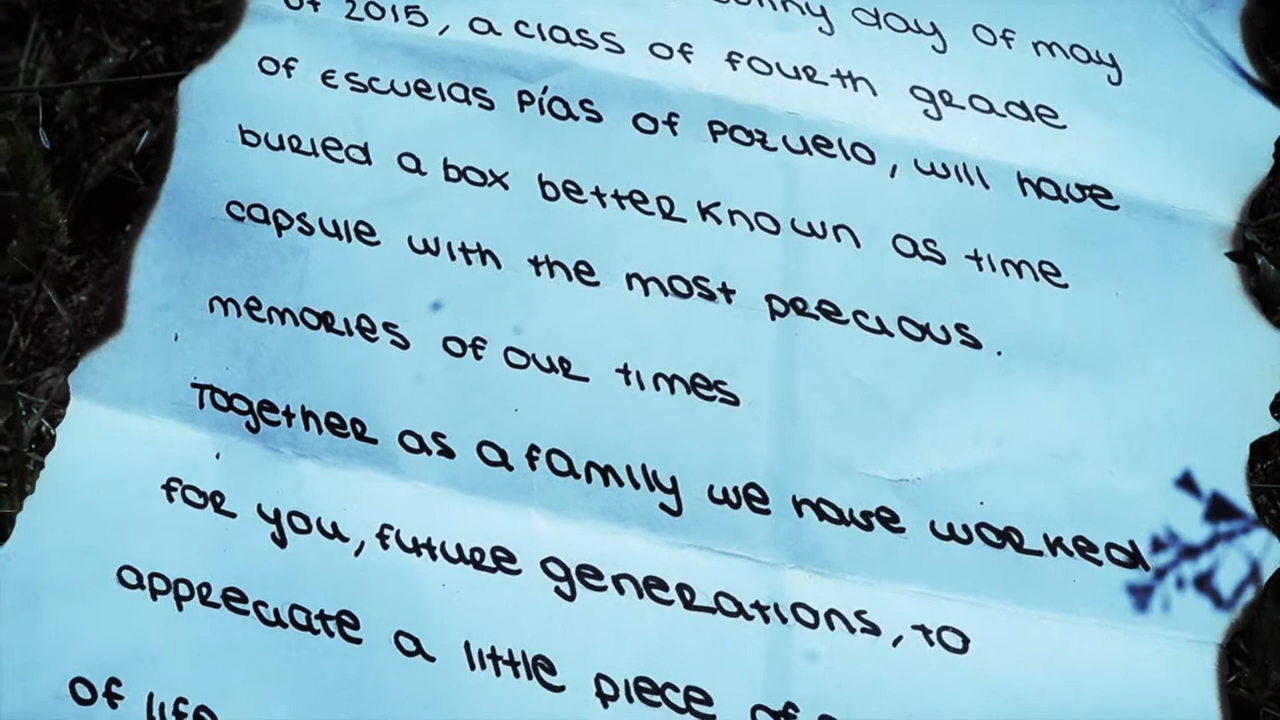 day of may
of 2015, a class of fourth grade
of Escuelas Pías of Pozuelo, will have
buried a box better known as time
capsule with the most precious.
memories of our times
Together as a family we have worked
for you, future generations, to
appreciate a little piece of
of life